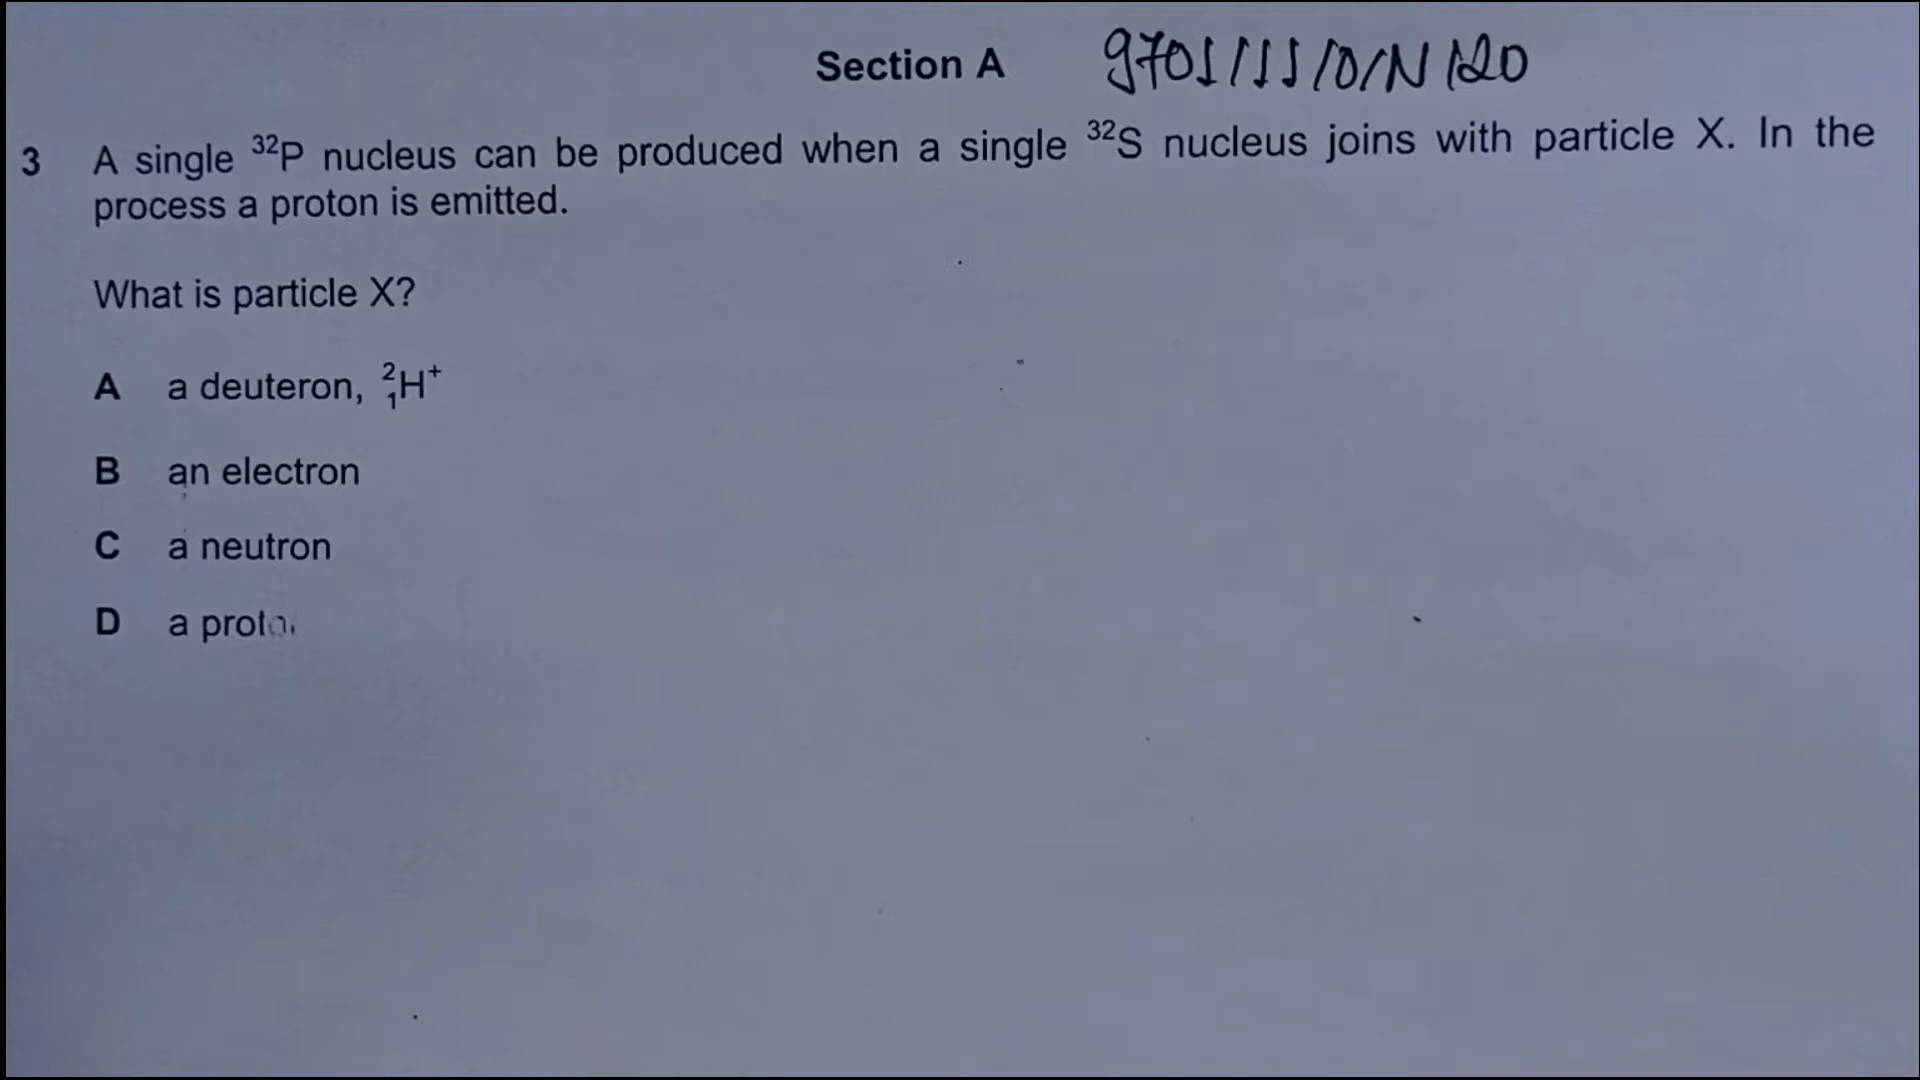 Section A 9701/11/O/N/20
3 A single ³²P nucleus can be produced when a single ³²S nucleus joins with particle X. In the
process a proton is emitted.
What is particle X?
A a deuteron, ²₁H⁺
B an electron
C a neutron
D a